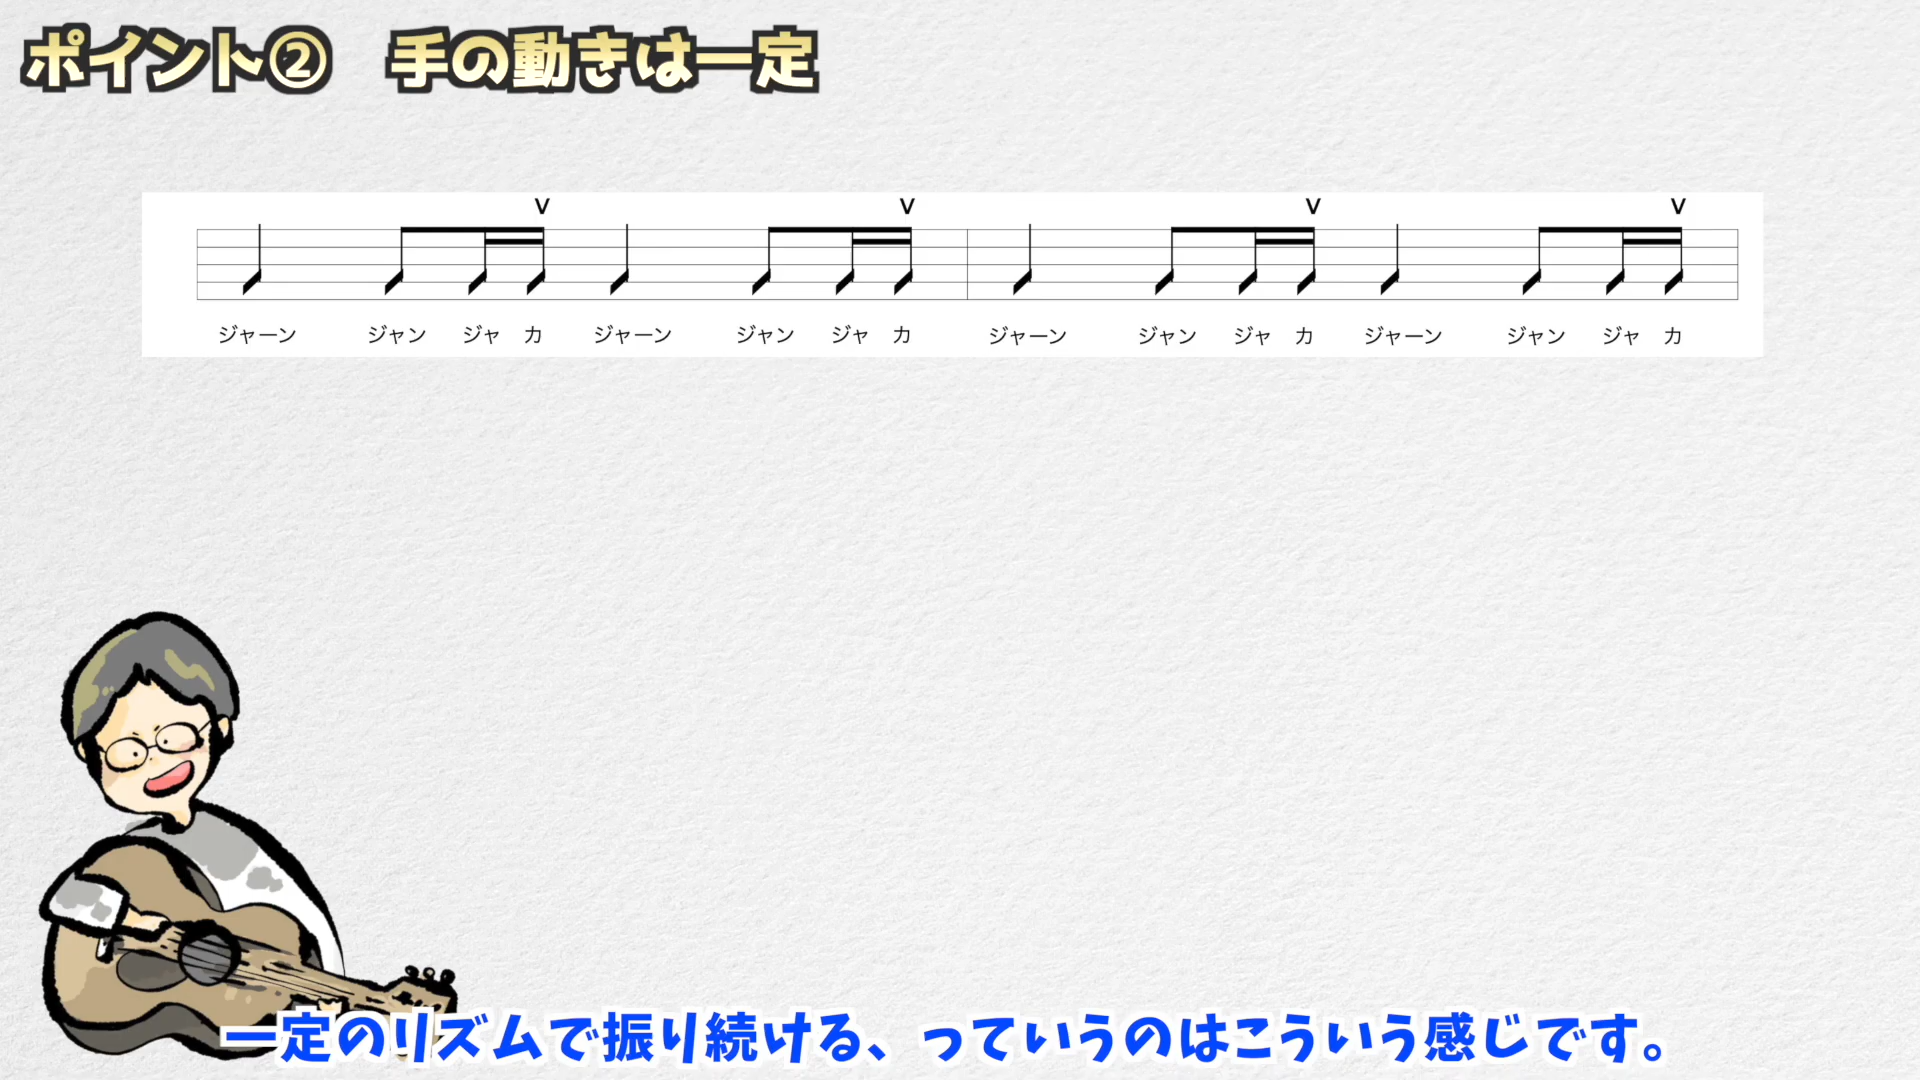 ポイント② 手の動きは一定
V V V V
ジャーン ジャン ジャ カ ジャーン ジャン ジャ カ ジャーン ジャン ジャ カ ジャーン ジャン ジャ カ
一定のリズムで振り続ける、っていうのはこういう感じです。